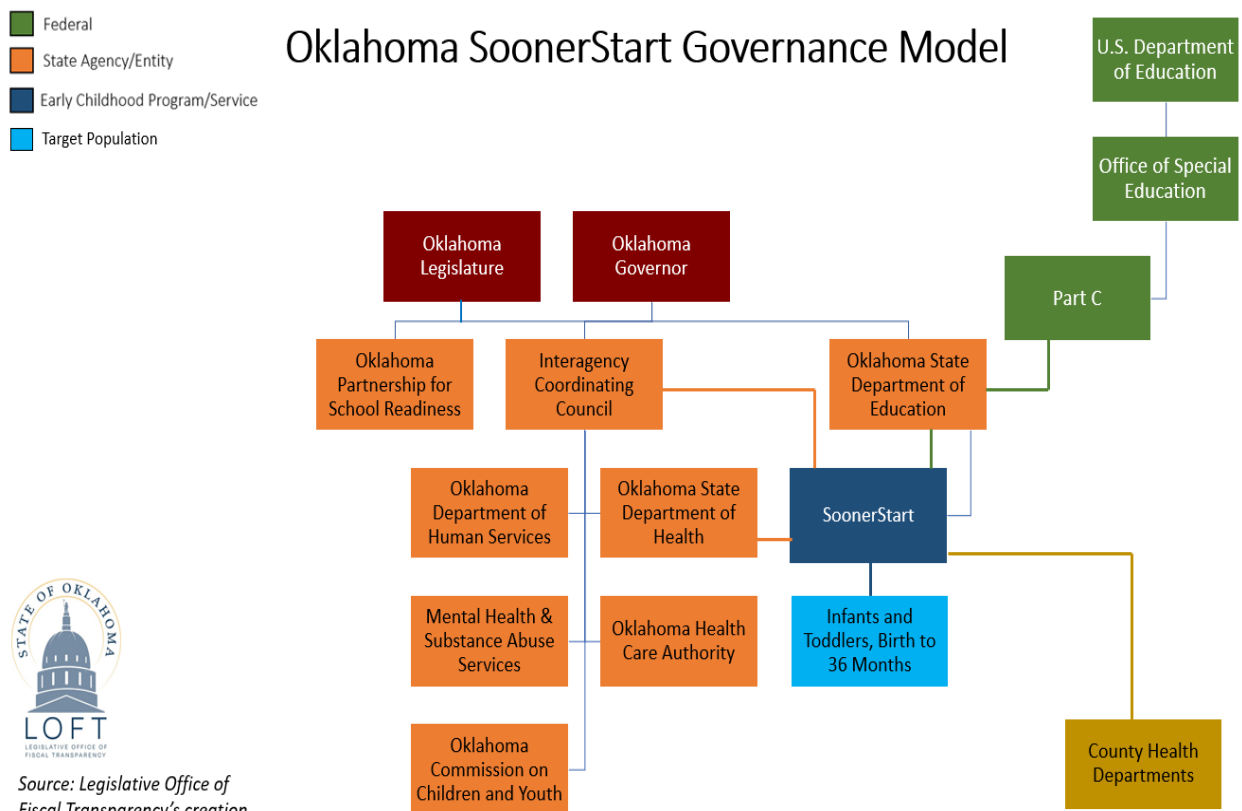 Federal
State Agency/Entity
Early Childhood Program/Service
Target Population
Oklahoma SoonerStart Governance Model
U.S. Department
of Education
Office of Special
Education
Part C
Oklahoma
Legislature
Oklahoma
Governor
Oklahoma
Partnership for
School Readiness
Interagency
Coordinating
Council
Oklahoma State
Department of
Education
Oklahoma
Department of
Human Services
Oklahoma State
Department of
Health
SoonerStart
Mental Health &
Substance Abuse
Services
Oklahoma Health
Care Authority
Infants and
Toddlers, Birth to
36 Months
Oklahoma
Commission on
Children and Youth
County Health
Departments
STATE OF OKLAHOMA
LOFT
LEGISLATIVE OFFICE OF
FISCAL TRANSPARENCY
Source: Legislative Office of
Fiscal Transparency's creation